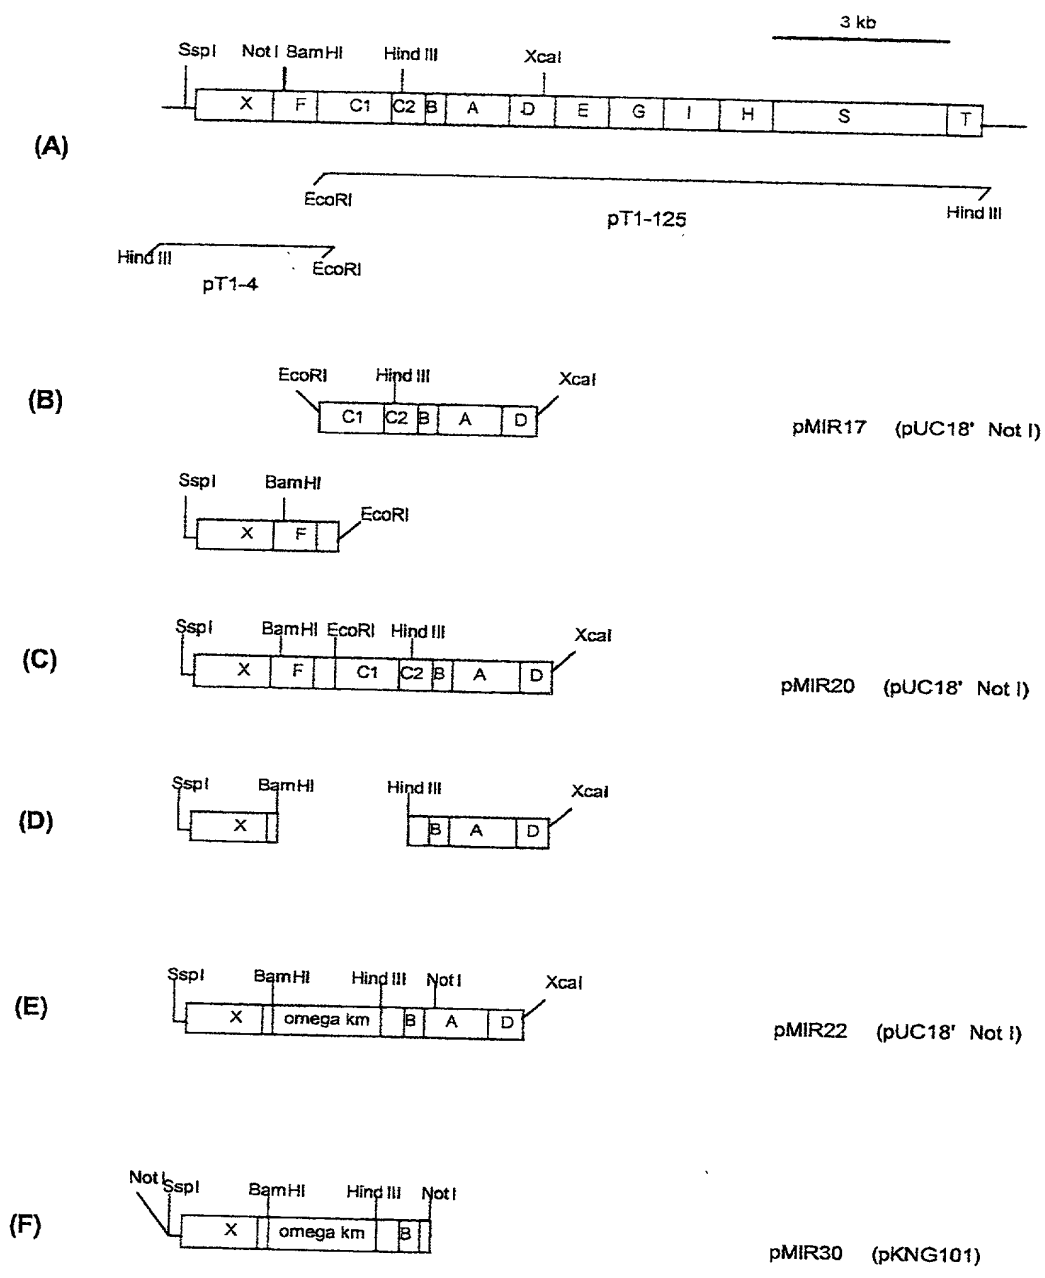 3 kb
SspI NotI BamHI Hind III XcaI
X F C1 C2 B A D E G I H S T
(A)
EcoRI pT1-125 Hind III
Hind III pT1-4 EcoRI
EcoRI Hind III XcaI
(B)
C1 C2 B A D
pMIR17 (pUC18' Not I)
SspI BamHI EcoRI
X F
SspI BamHI EcoRI Hind III XcaI
(C)
X F C1 C2 B A D
pMIR20 (pUC18' Not I)
SspI BamHI Hind III XcaI
(D)
X B A D
SspI BamHI Hind III Not I XcaI
(E)
X omega km B A D
pMIR22 (pUC18' Not I)
Not I SspI BamHI Hind III Not I
(F)
X omega km B
pMIR30 (pKNG101)